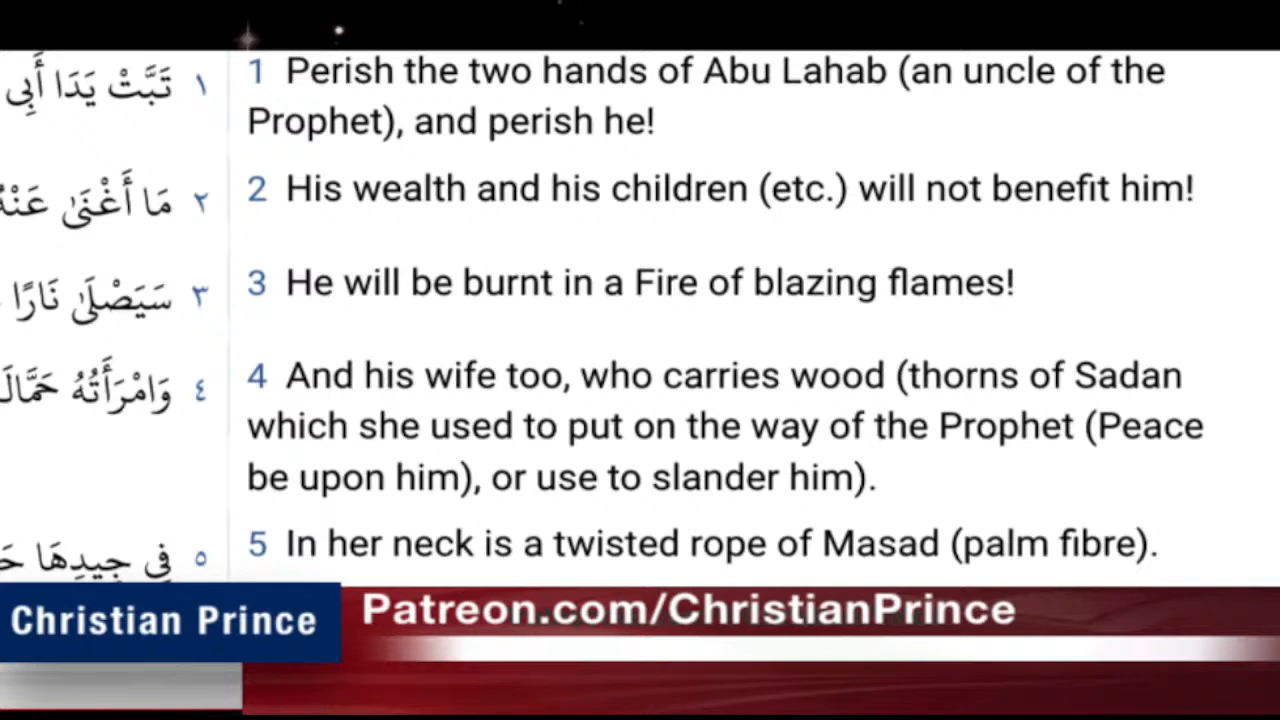 ١ تَبَّتْ يَدَا أَبِي
1 Perish the two hands of Abu Lahab (an uncle of the
Prophet), and perish he!
٢ مَا أَغْنَىٰ عَنْهُ
2 His wealth and his children (etc.) will not benefit him!
٣ سَيَصْلَىٰ نَارًا
3 He will be burnt in a Fire of blazing flames!
٤ وَامْرَأَتُهُ
4 And his wife too, who carries wood (thorns of Sadan
which she used to put on the way of the Prophet (Peace
be upon him), or use to slander him).
٥ فِي جِيدِهَا
5 In her neck is a twisted rope of Masad (palm fibre).
Christian Prince
Patreon.com/ChristianPrince